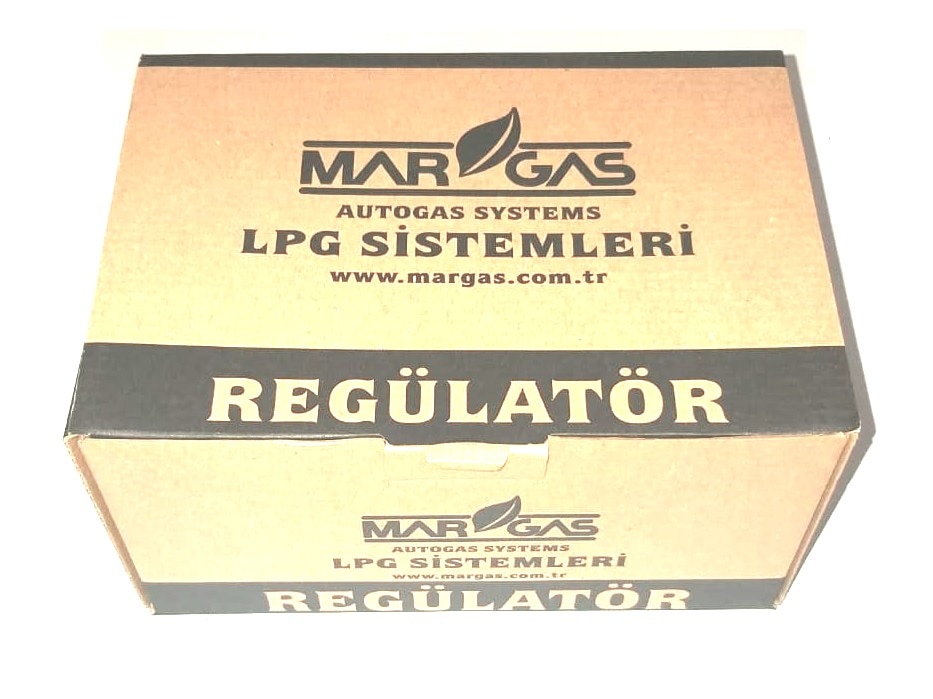 MAR GAS
AUTOGAS SYSTEMS
LPG SİSTEMLERİ
www.margas.com.tr
REGÜLATÖR
MAR GAS
AUTOGAS SYSTEMS
LPG SİSTEMLERİ
www.margas.com.tr
REGÜLATÖR